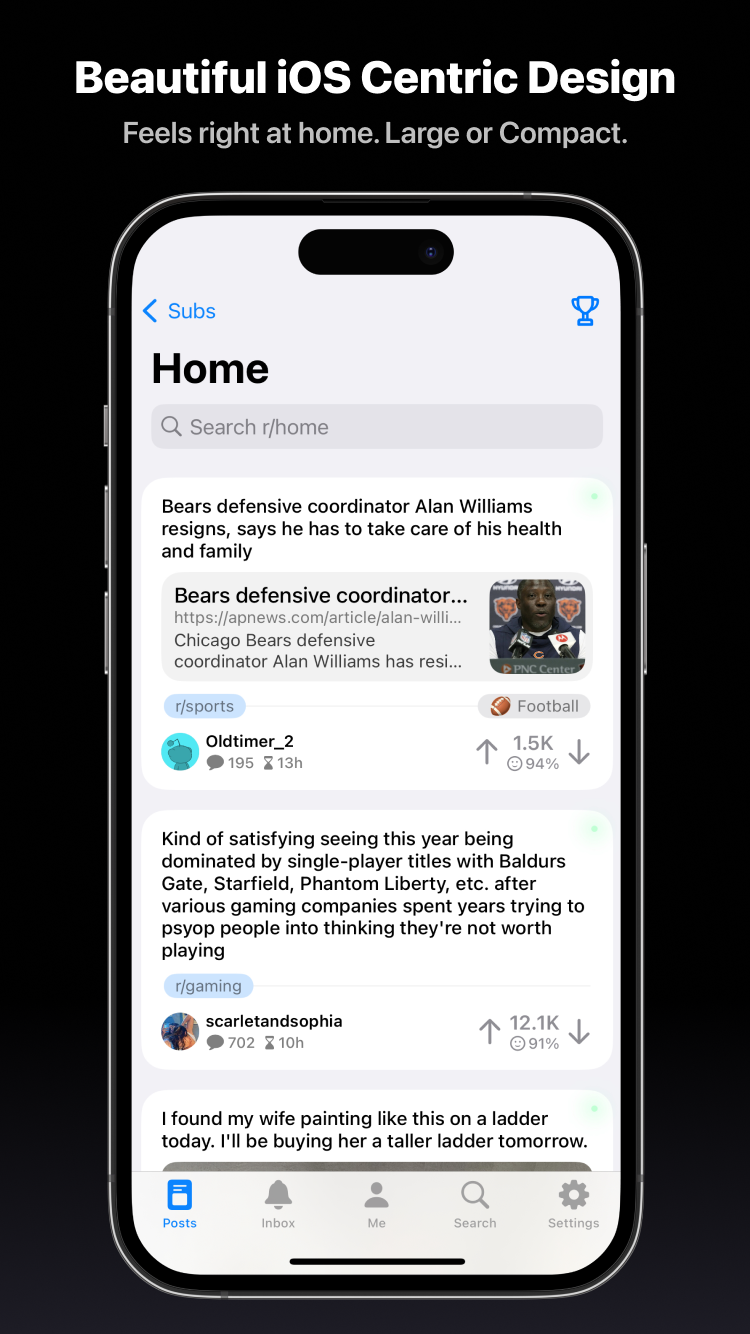 Beautiful iOS Centric Design
Feels right at home. Large or Compact.
Subs
Home
Search r/home
Bears defensive coordinator Alan Williams
resigns, says he has to take care of his health
and family
Bears defensive coordinator...
https://apnews.com/article/alan-willi...
Chicago Bears defensive
coordinator Alan Williams has resi...
PNC Center
r/sports
🏈 Football
Oldtimer_2
1.5K
195 13h
94%
Kind of satisfying seeing this year being
dominated by single-player titles with Baldurs
Gate, Starfield, Phantom Liberty, etc. after
various gaming companies spent years trying to
psyop people into thinking they're not worth
playing
r/gaming
scarletandsophia
12.1K
702 10h
91%
I found my wife painting like this on a ladder
today. I'll be buying her a taller ladder tomorrow.
Posts Inbox Me Search Settings